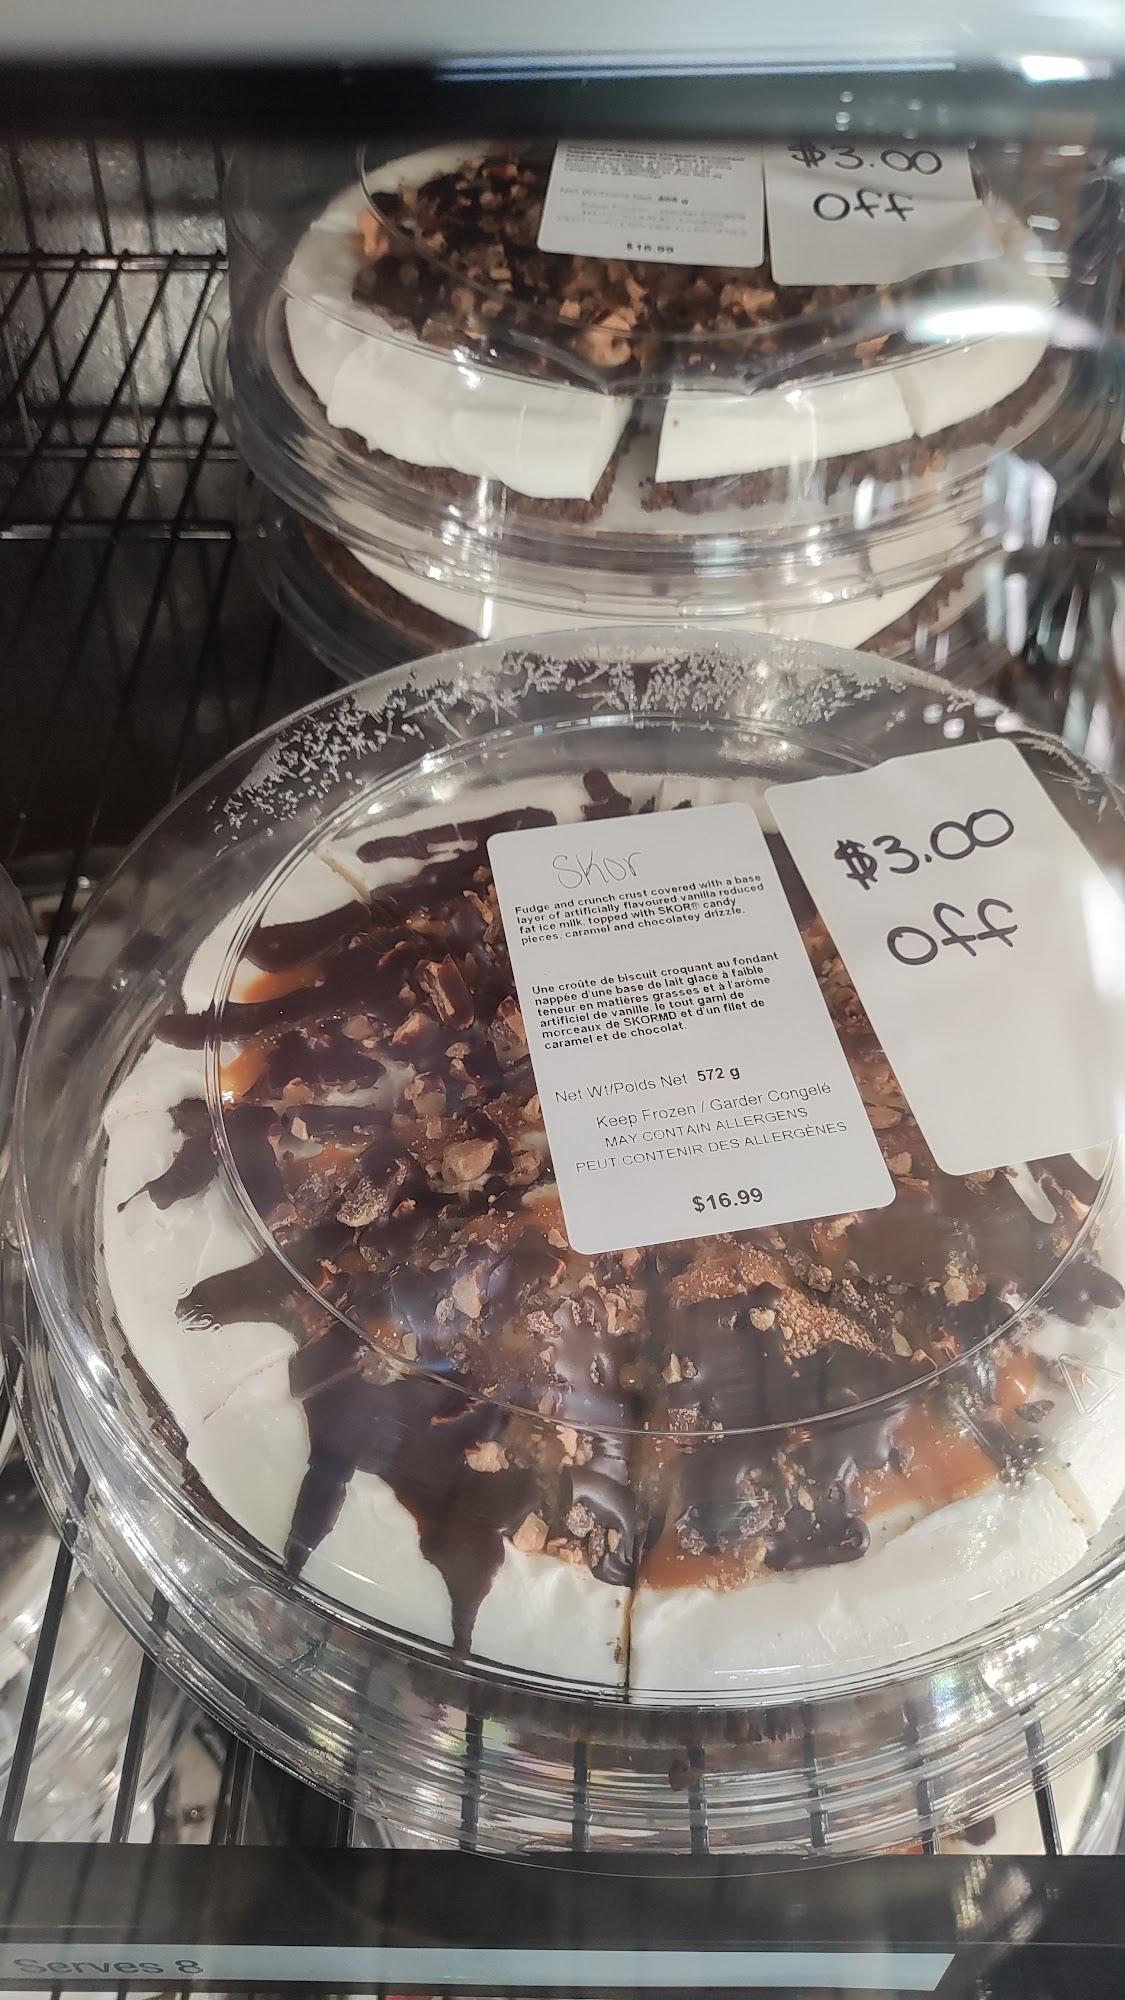 $3.00
Off
$16.99
Skor
Fudge and crunch crust covered with a base
layer of artificially flavoured vanilla reduced
fat ice milk, topped with SKOR® candy
pieces, caramel and chocolatey drizzle.
Une croûte de biscuit croquant au fondant
nappée d'une base de lait glacé à faible
teneur en matières grasses et à l'arôme
artificiel de vanille, le tout garni de
morceaux de SKORMD et d'un filet de
caramel et de chocolat.
Net Wt/Poids Net 572 g
Keep Frozen / Garder Congelé
MAY CONTAIN ALLERGENS
PEUT CONTENIR DES ALLERGÈNES
$16.99
$3.00
Off
Serves 8